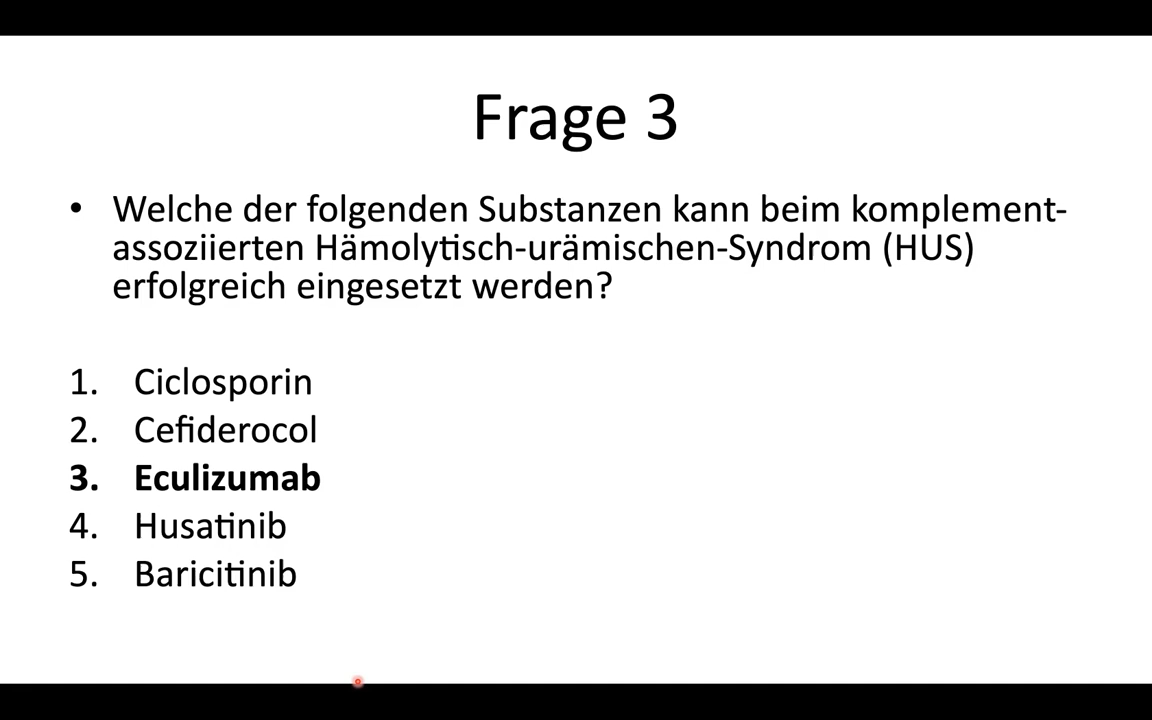 Frage 3
• Welche der folgenden Substanzen kann beim komplement-
assoziierten Hämolytisch-urämischen-Syndrom (HUS)
erfolgreich eingesetzt werden?
1. Ciclosporin
2. Cefiderocol
3. Eculizumab
4. Husatinib
5. Baricitinib